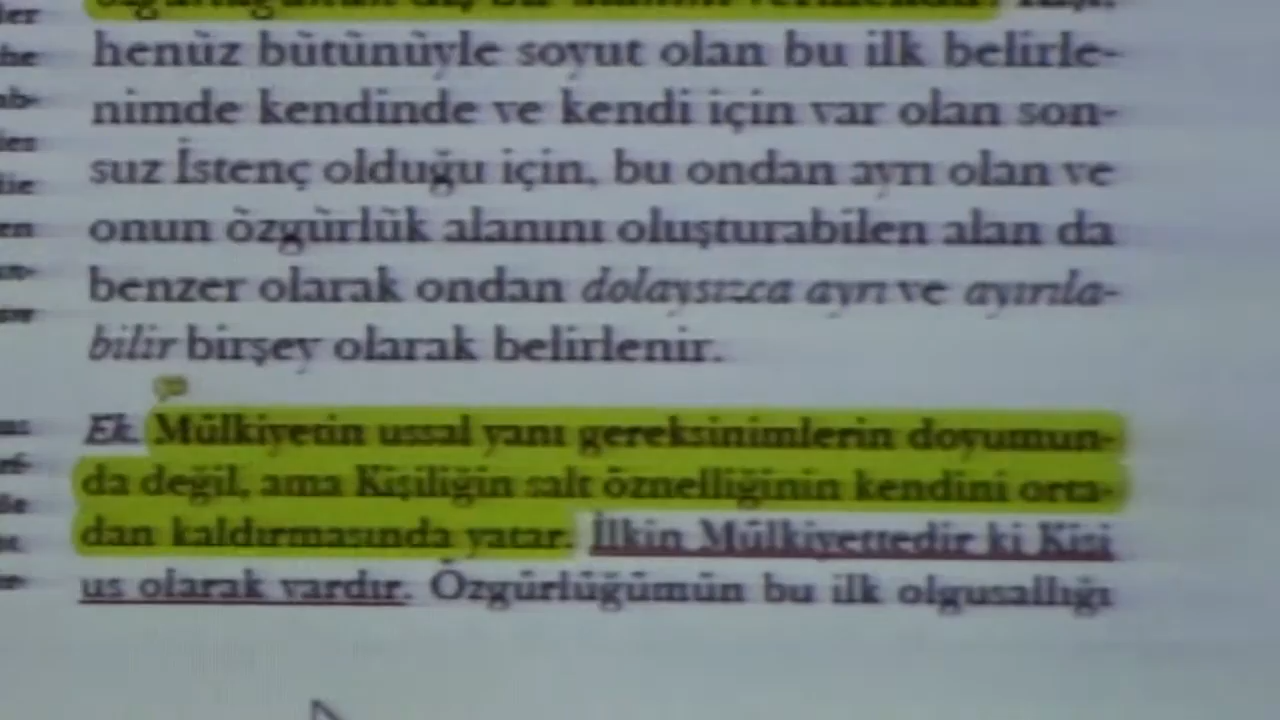 henüz bütünüyle soyut olan bu ilk belirle-
nimde kendinde ve kendi için var olan son-
suz İstenç olduğu için, bu ondan ayrı olan ve
onun özgürlük alanını oluşturabilen alan da
benzer olarak ondan dolaysızca ayrı ve ayırıla-
bilir birşey olarak belirlenir.
Ek. Mülkiyetin ussal yanı gereksinimlerin doyumun-
da değil, ama Kişiliğin salt öznelliğinin kendini orta-
dan kaldırmasında yatar. İlkin Mülkiyettedir ki Kişi
us olarak vardır. Özgürlüğümün bu ilk olgusallığı